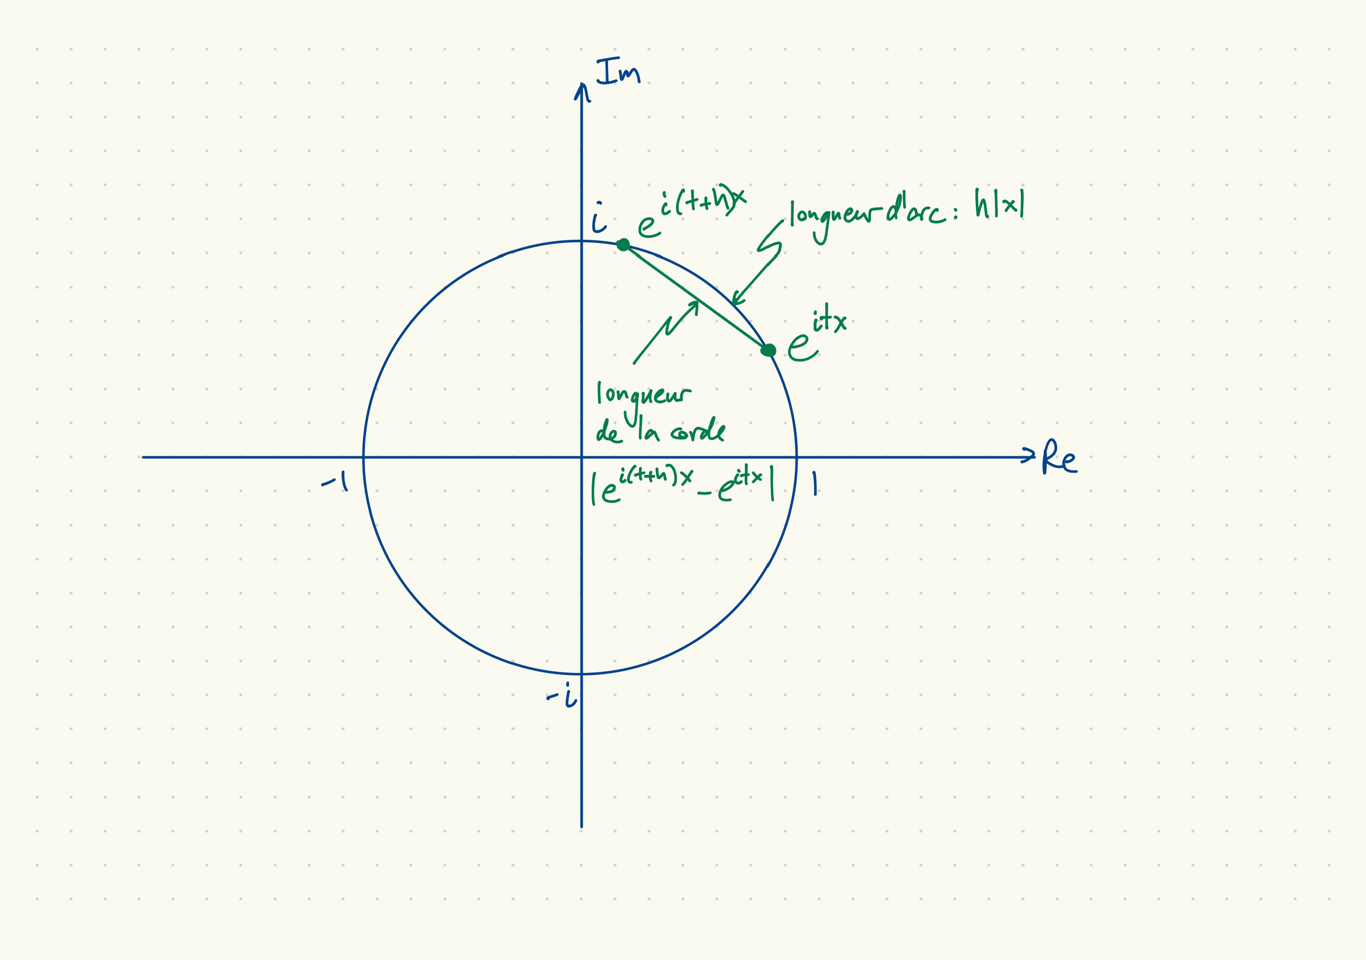 Im
i
e^{i(t+h)x}
longueur d'arc : h|x|
e^{itx}
longueur
de la corde
|e^{i(t+h)x} - e^{itx}|
-1
1
Re
-i